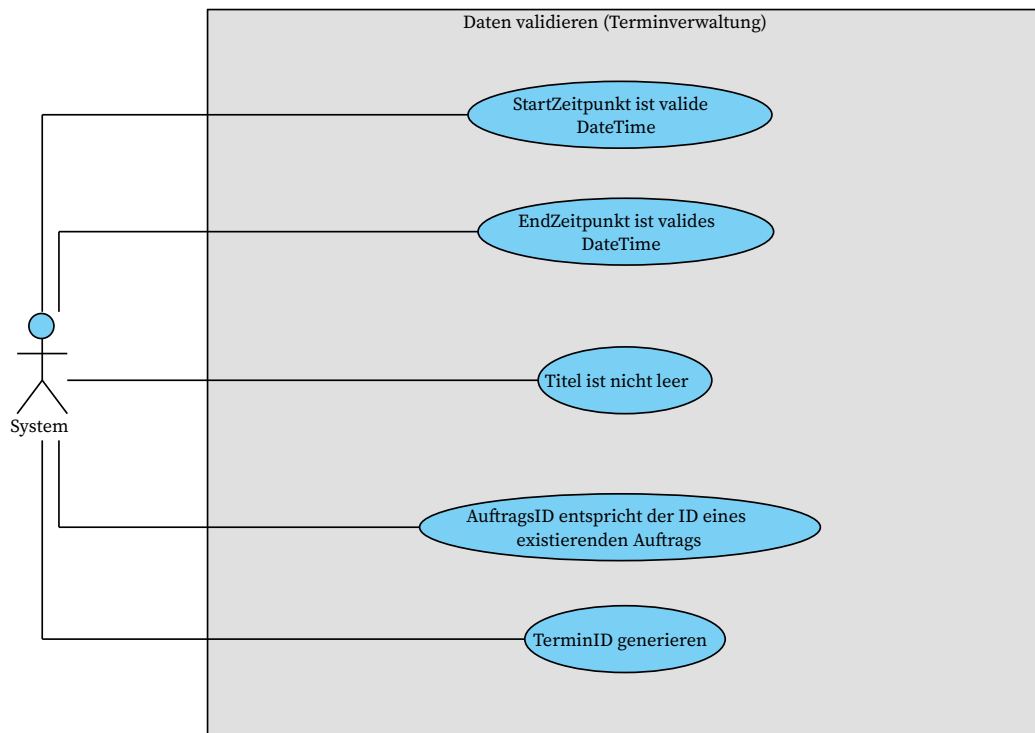 Daten validieren (Terminverwaltung)
StartZeitpunkt ist valide
DateTime
EndZeitpunkt ist valides
DateTime
Titel ist nicht leer
System
AuftragsID entspricht der ID eines
existierenden Auftrags
TerminID generieren